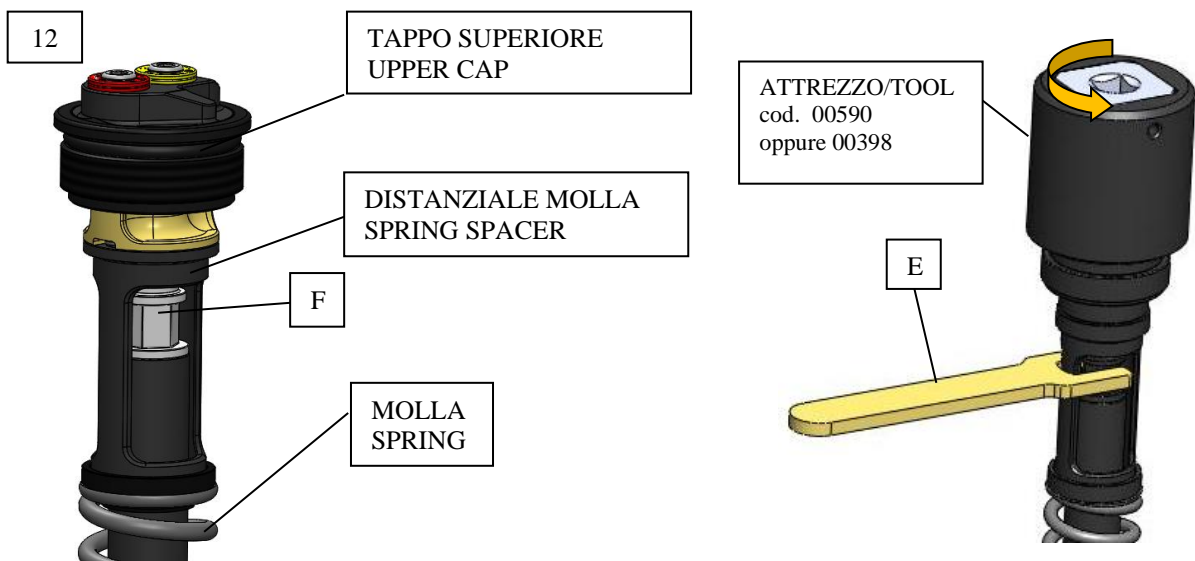 12
TAPPO SUPERIORE
UPPER CAP
DISTANZIALE MOLLA
SPRING SPACER
F
MOLLA
SPRING
ATTREZZO/TOOL
cod. 00590
oppure 00398
E